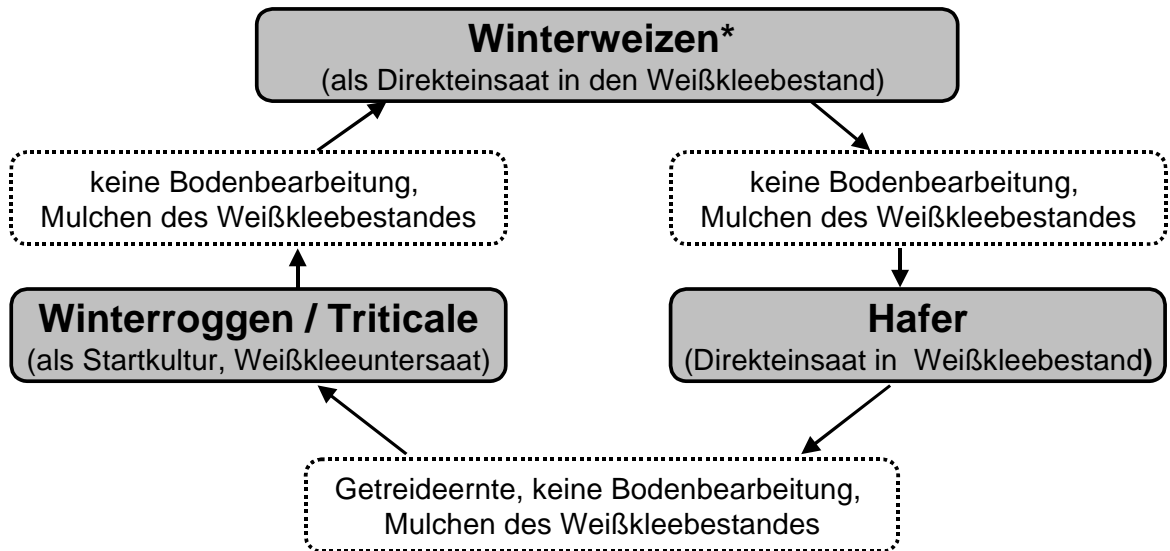 Winterweizen*
(als Direkteinsaat in den Weißkleebestand)
keine Bodenbearbeitung,
Mulchen des Weißkleebestandes
keine Bodenbearbeitung,
Mulchen des Weißkleebestandes
Winterroggen / Triticale
(als Startkultur, Weißkleeuntersaat)
Hafer
(Direkteinsaat in Weißkleebestand)
Getreideernte, keine Bodenbearbeitung,
Mulchen des Weißkleebestandes